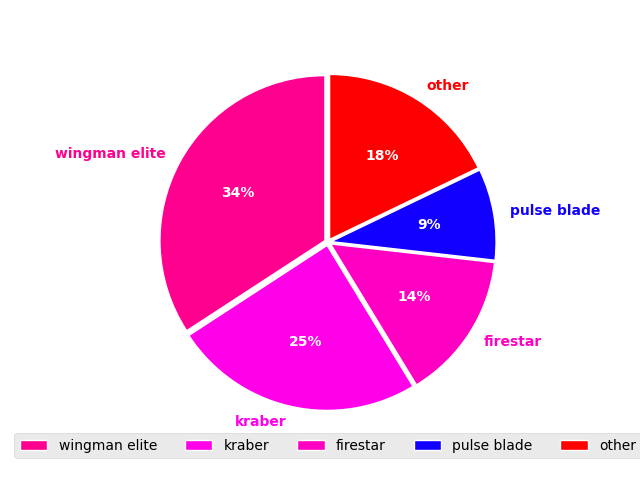 other
wingman elite
18%
34%
pulse blade
9%
14%
firestar
25%
kraber
wingman elite kraber firestar pulse blade other